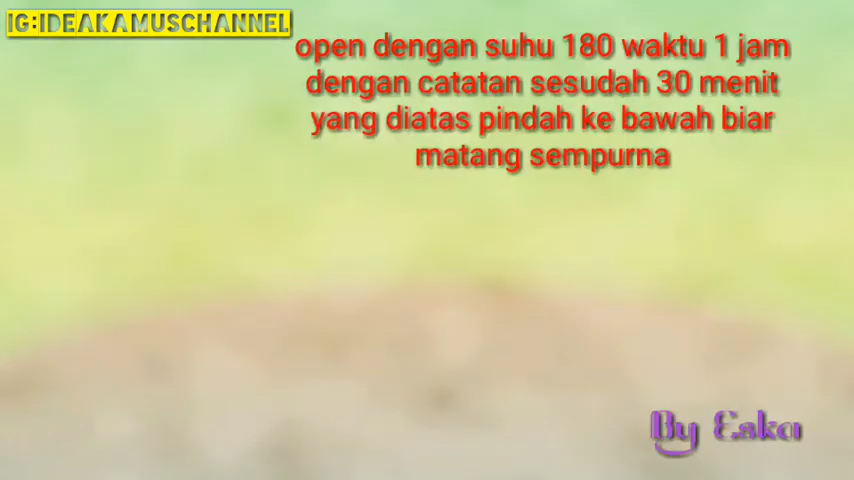 IG:IDEAKAMUSCHANNEL
open dengan suhu 180 waktu 1 jam
dengan catatan sesudah 30 menit
yang diatas pindah ke bawah biar
matang sempurna
By Eska